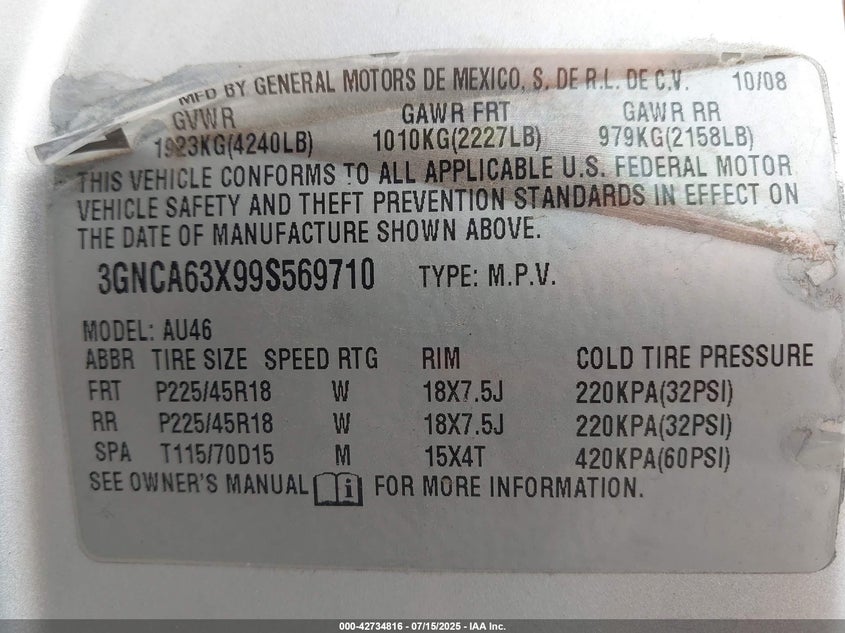 MFD BY GENERAL MOTORS DE MEXICO, S. DE R.L. DE C.V. 10/08
GVWR GAWR FRT GAWR RR
1923KG(4240LB) 1010KG(2227LB) 979KG(2158LB)
THIS VEHICLE CONFORMS TO ALL APPLICABLE U.S. FEDERAL MOTOR
VEHICLE SAFETY AND THEFT PREVENTION STANDARDS IN EFFECT ON
THE DATE OF MANUFACTURE SHOWN ABOVE.
3GNCA63X99S569710 TYPE: M.P.V.
MODEL: AU46
ABBR TIRE SIZE SPEED RTG RIM COLD TIRE PRESSURE
FRT P225/45R18 W 18X7.5J 220KPA(32PSI)
RR P225/45R18 W 18X7.5J 220KPA(32PSI)
SPA T115/70D15 M 15X4T 420KPA(60PSI)
SEE OWNER'S MANUAL i FOR MORE INFORMATION.
000-42734816 - 07/15/2025 - IAA Inc.